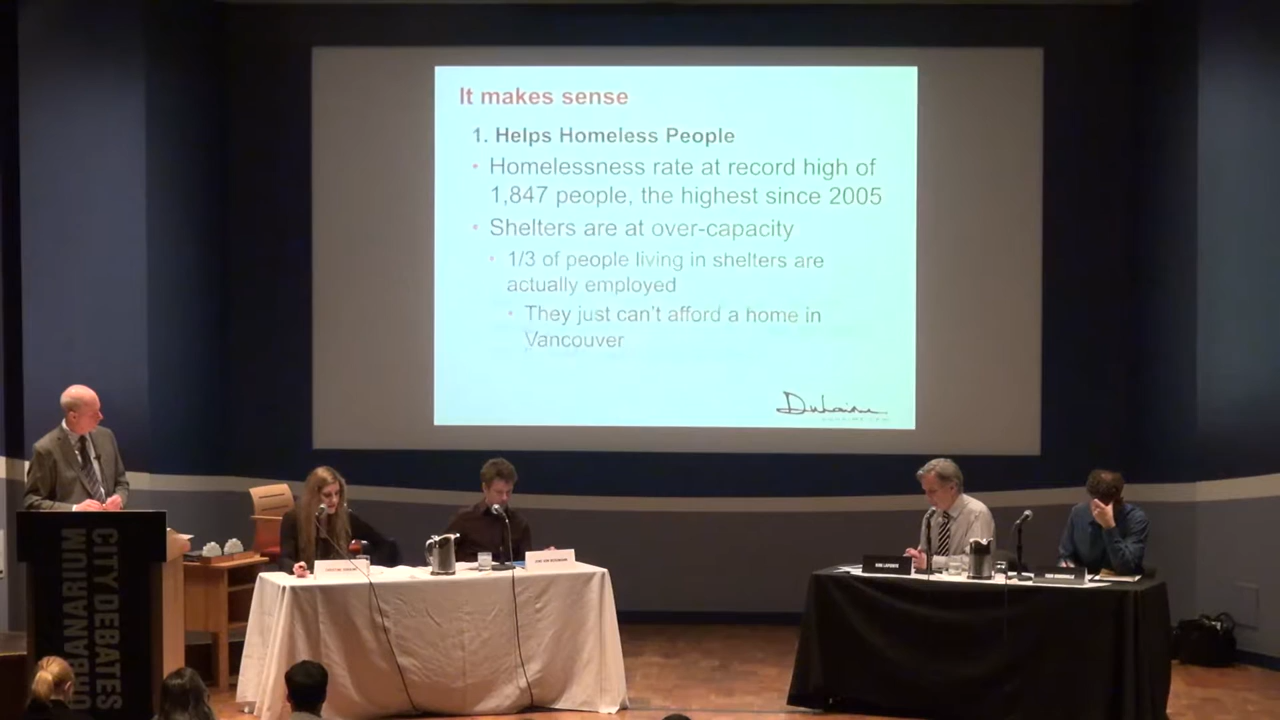 It makes sense
1. Helps Homeless People
• Homelessness rate at record high of
1,847 people, the highest since 2005
• Shelters are at over-capacity
• 1/3 of people living in shelters are
actually employed
• They just can't afford a home in
Vancouver
Duhaime
URBANARIUM
CITY DEBATES